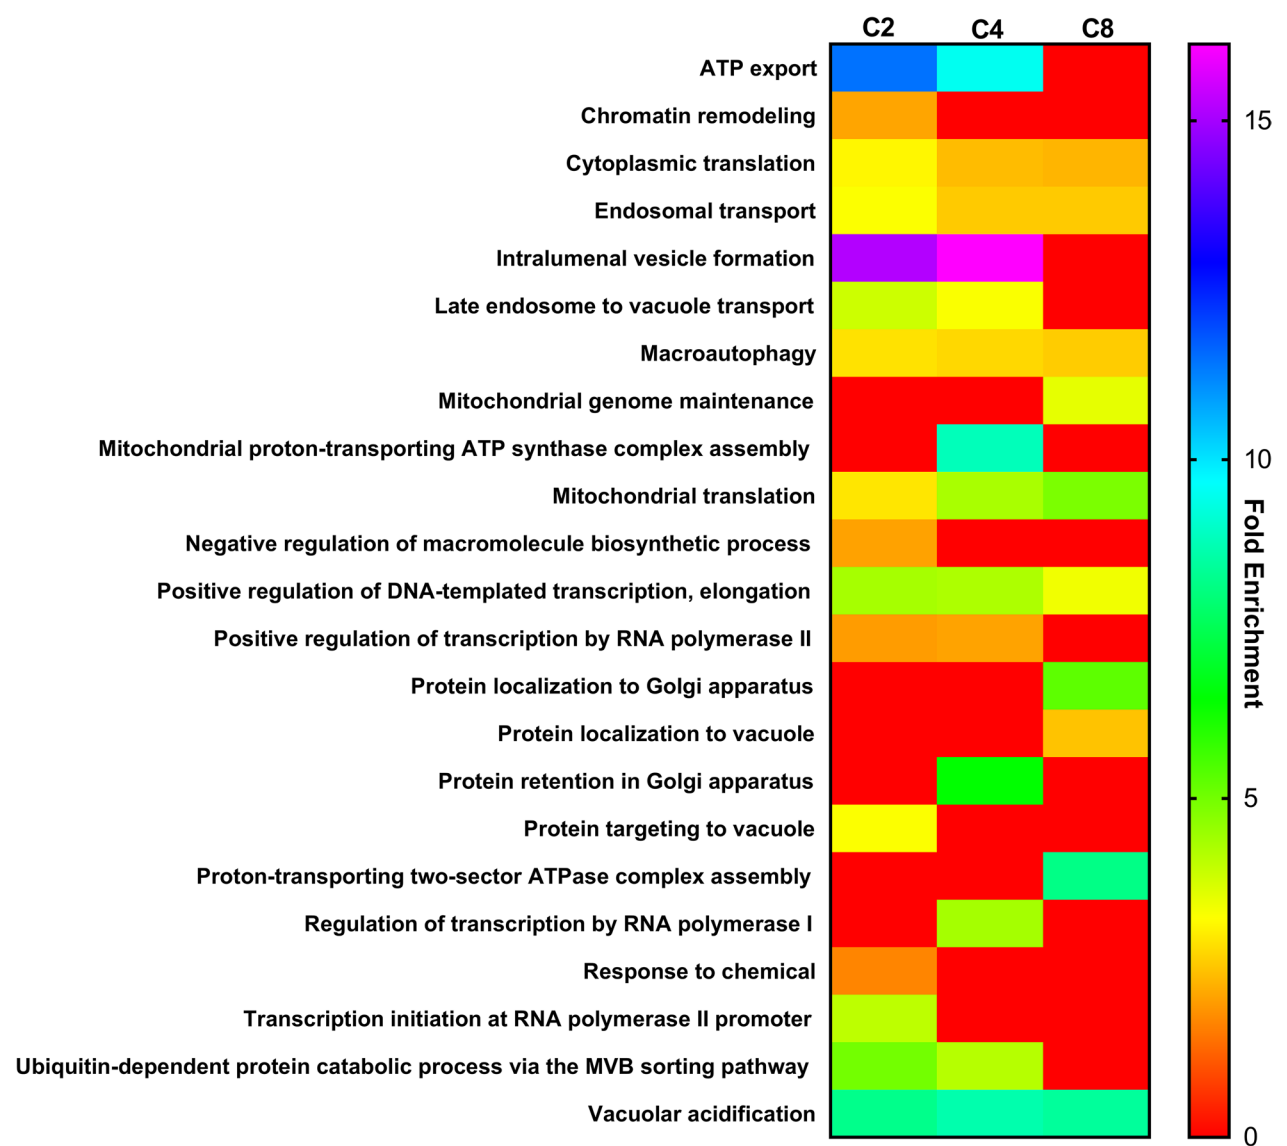 C2 C4 C8
ATP export
Chromatin remodeling
15
Cytoplasmic translation
Endosomal transport
Intralumenal vesicle formation
Late endosome to vacuole transport
Macroautophagy
Mitochondrial genome maintenance
Mitochondrial proton-transporting ATP synthase complex assembly
10
Mitochondrial translation
Negative regulation of macromolecule biosynthetic process
Positive regulation of DNA-templated transcription, elongation
Fold Enrichment
Positive regulation of transcription by RNA polymerase II
Protein localization to Golgi apparatus
Protein localization to vacuole
Protein retention in Golgi apparatus
5
Protein targeting to vacuole
Proton-transporting two-sector ATPase complex assembly
Regulation of transcription by RNA polymerase I
Response to chemical
Transcription initiation at RNA polymerase II promoter
Ubiquitin-dependent protein catabolic process via the MVB sorting pathway
Vacuolar acidification
0